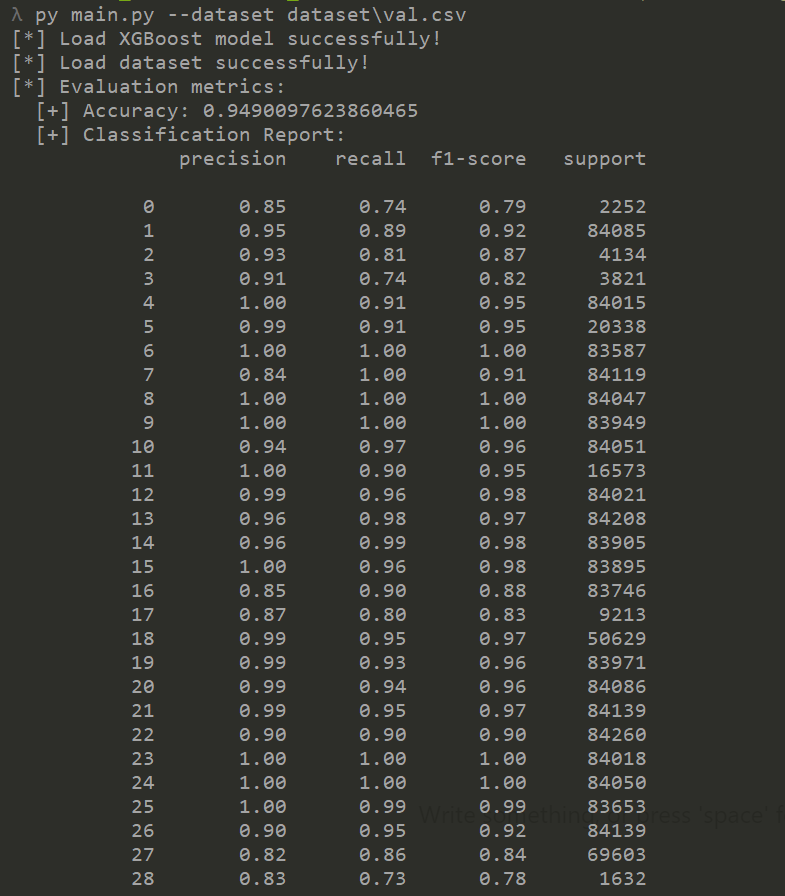 λ py main.py --dataset dataset\val.csv
[*] Load XGBoost model successfully!
[*] Load dataset successfully!
[*] Evaluation metrics:
[+] Accuracy: 0.9490097623860465
[+] Classification Report:
precision recall f1-score support
0 0.85 0.74 0.79 2252
1 0.95 0.89 0.92 84085
2 0.93 0.81 0.87 4134
3 0.91 0.74 0.82 3821
4 1.00 0.91 0.95 84015
5 0.99 0.91 0.95 20338
6 1.00 1.00 1.00 83587
7 0.84 1.00 0.91 84119
8 1.00 1.00 1.00 84047
9 1.00 1.00 1.00 83949
10 0.94 0.97 0.96 84051
11 1.00 0.90 0.95 16573
12 0.99 0.96 0.98 84021
13 0.96 0.98 0.97 84208
14 0.96 0.99 0.98 83905
15 1.00 0.96 0.98 83895
16 0.85 0.90 0.88 83746
17 0.87 0.80 0.83 9213
18 0.99 0.95 0.97 50629
19 0.99 0.93 0.96 83971
20 0.99 0.94 0.96 84086
21 0.99 0.95 0.97 84139
22 0.90 0.90 0.90 84260
23 1.00 1.00 1.00 84018
24 1.00 1.00 1.00 84050
25 1.00 0.99 0.99 83653
Write something, or press 'space' f
26 0.90 0.95 0.92 84139
27 0.82 0.86 0.84 69603
28 0.83 0.73 0.78 1632